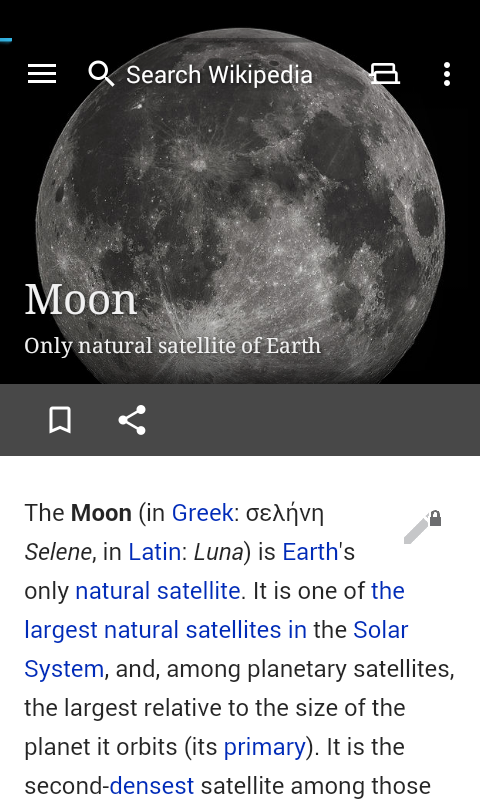 Search Wikipedia
Moon
Only natural satellite of Earth
The Moon (in Greek: σελήνη
Selene, in Latin: Luna) is Earth's
only natural satellite. It is one of the
largest natural satellites in the Solar
System, and, among planetary satellites,
the largest relative to the size of the
planet it orbits (its primary). It is the
second-densest satellite among those